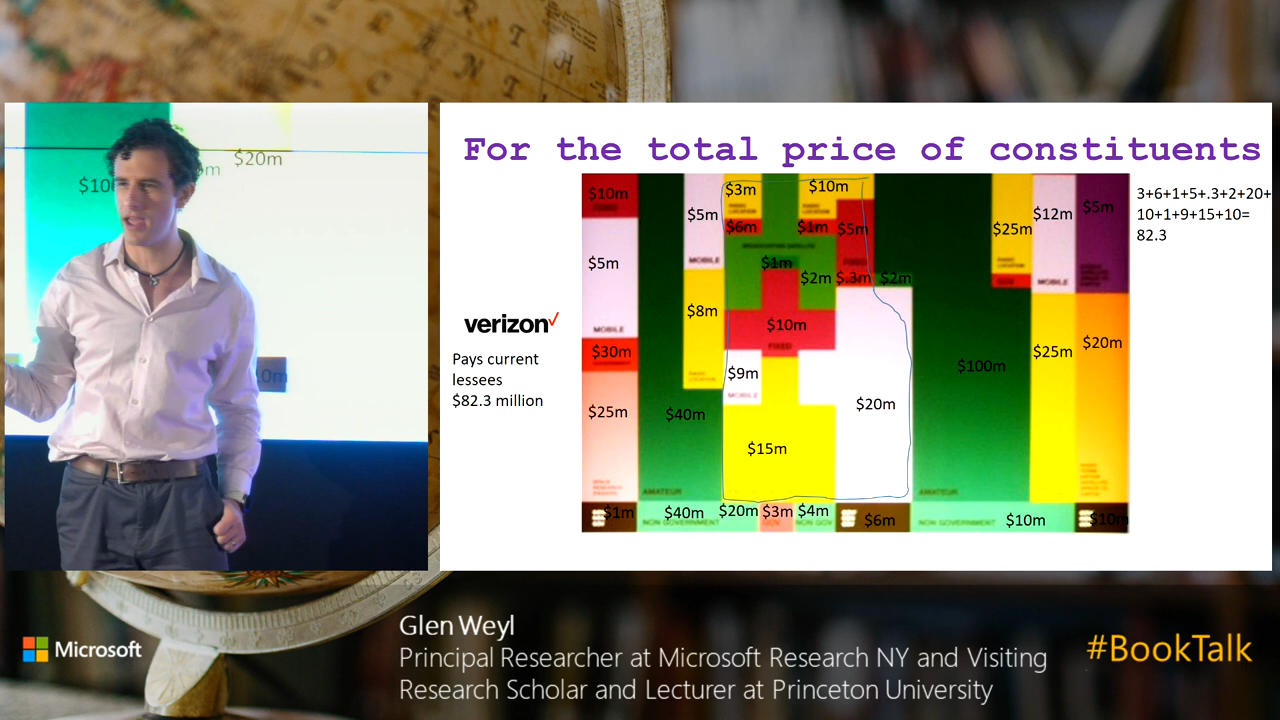 For the total price of constituents
$10m
$5m
MOBILE
$30m
$25m
$1m
$5m
MOBILE
$8m
$40m
AMATEUR
$40m
NON GOVERNMENT
$3m
$6m
$10m
$1m
$5m
$1m
$2m
$.3m
$2m
$10m
FIXED
$9m
MOBILE
$15m
$20m
$20m
$3m
$4m
NON GOV
$6m
$100m
AMATEUR
NON GOVERNMENT
$10m
$25m
$12m
MOBILE
$25m
$5m
$20m
$10m
3+6+1+5+.3+2+20+
10+1+9+15+10=
82.3
verizon
Pays current
lessees
$82.3 million
$20m
Glen Weyl
Principal Researcher at Microsoft Research NY and Visiting
Research Scholar and Lecturer at Princeton University
Microsoft
#BookTalk